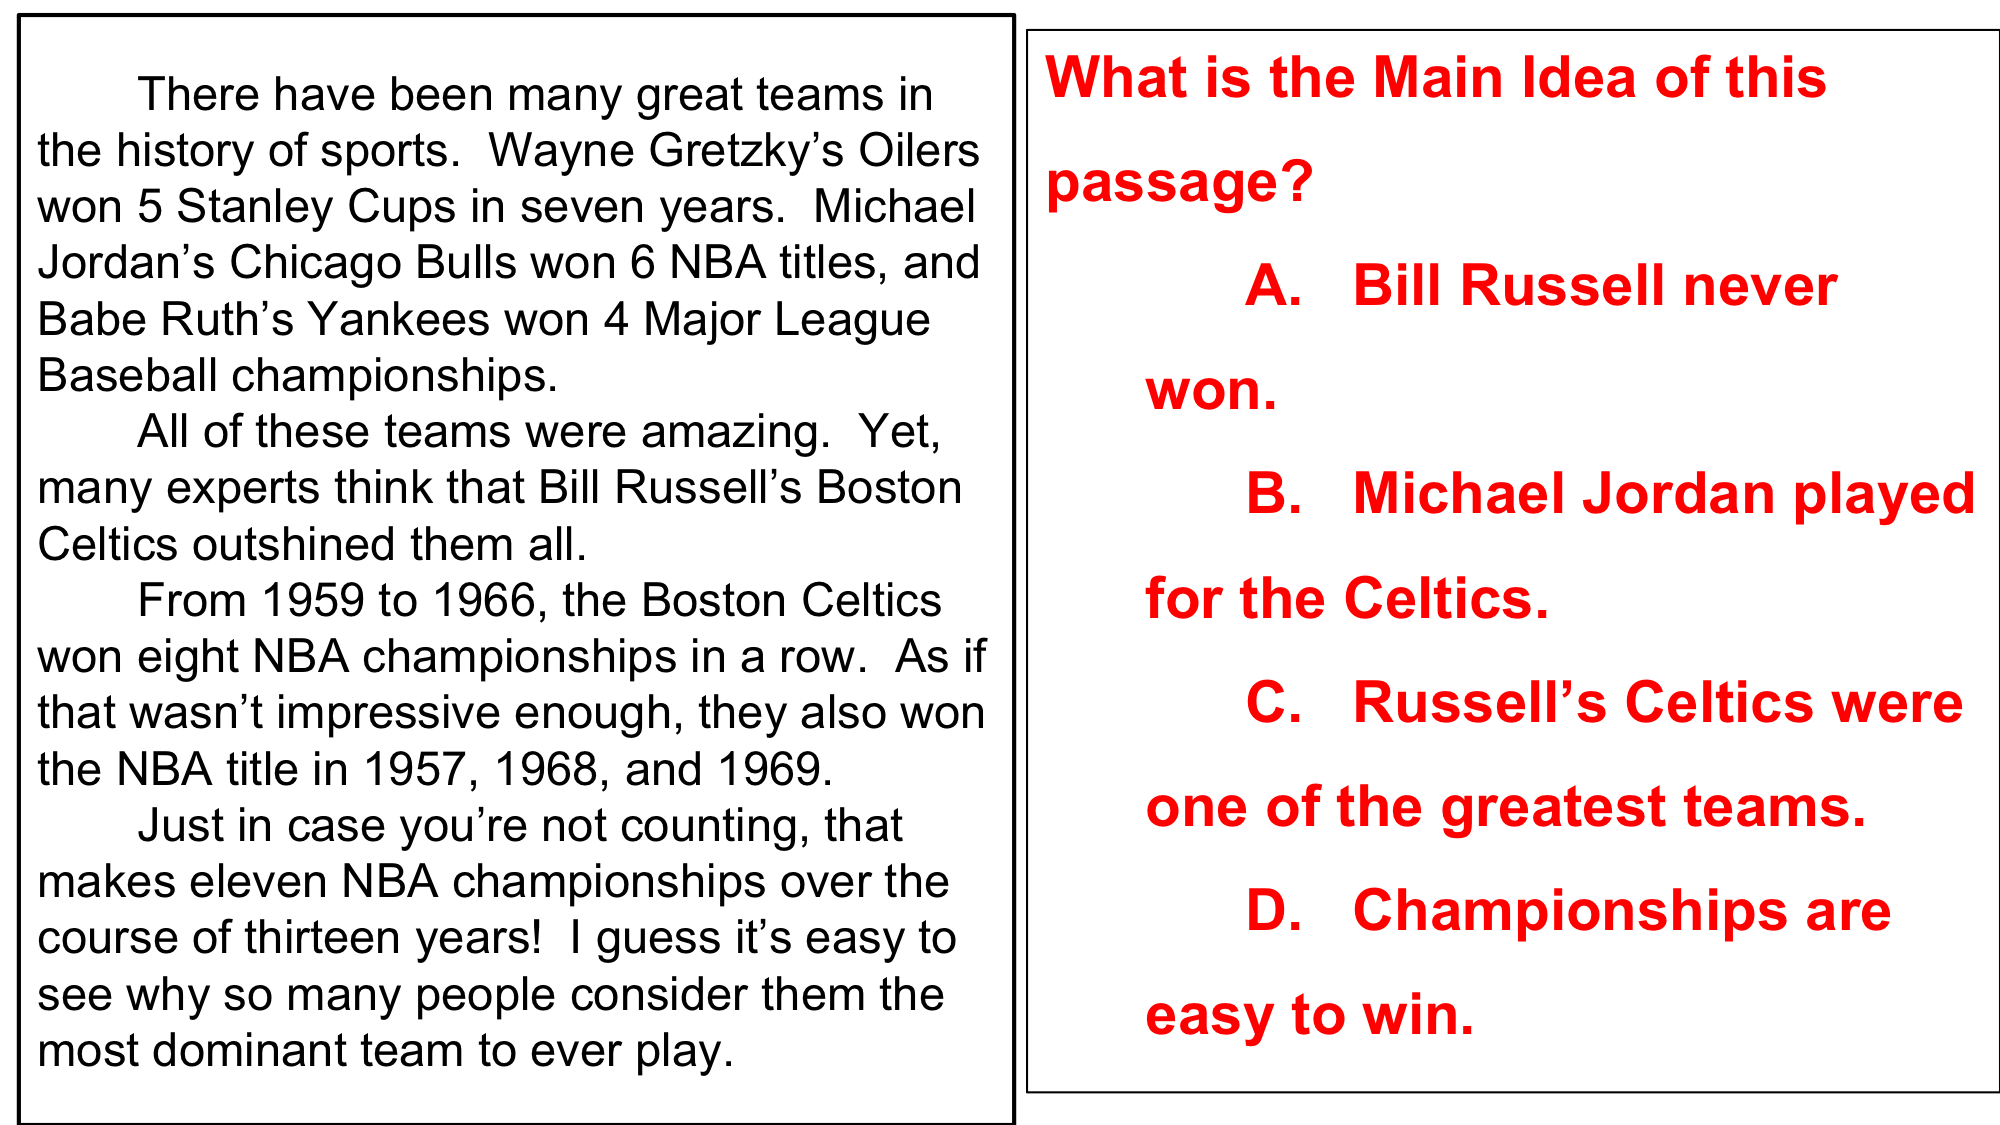 There have been many great teams in
the history of sports.  Wayne Gretzky’s Oilers
won 5 Stanley Cups in seven years.  Michael
Jordan’s Chicago Bulls won 6 NBA titles, and
Babe Ruth’s Yankees won 4 Major League
Baseball championships.
All of these teams were amazing.  Yet,
many experts think that Bill Russell’s Boston
Celtics outshined them all.
From 1959 to 1966, the Boston Celtics
won eight NBA championships in a row.  As if
that wasn’t impressive enough, they also won
the NBA title in 1957, 1968, and 1969.
Just in case you’re not counting, that
makes eleven NBA championships over the
course of thirteen years!  I guess it’s easy to
see why so many people consider them the
most dominant team to ever play.
What is the Main Idea of this
passage?
A.   Bill Russell never
won.
B.   Michael Jordan played
for the Celtics.
C.   Russell’s Celtics were
one of the greatest teams.
D.   Championships are
easy to win.